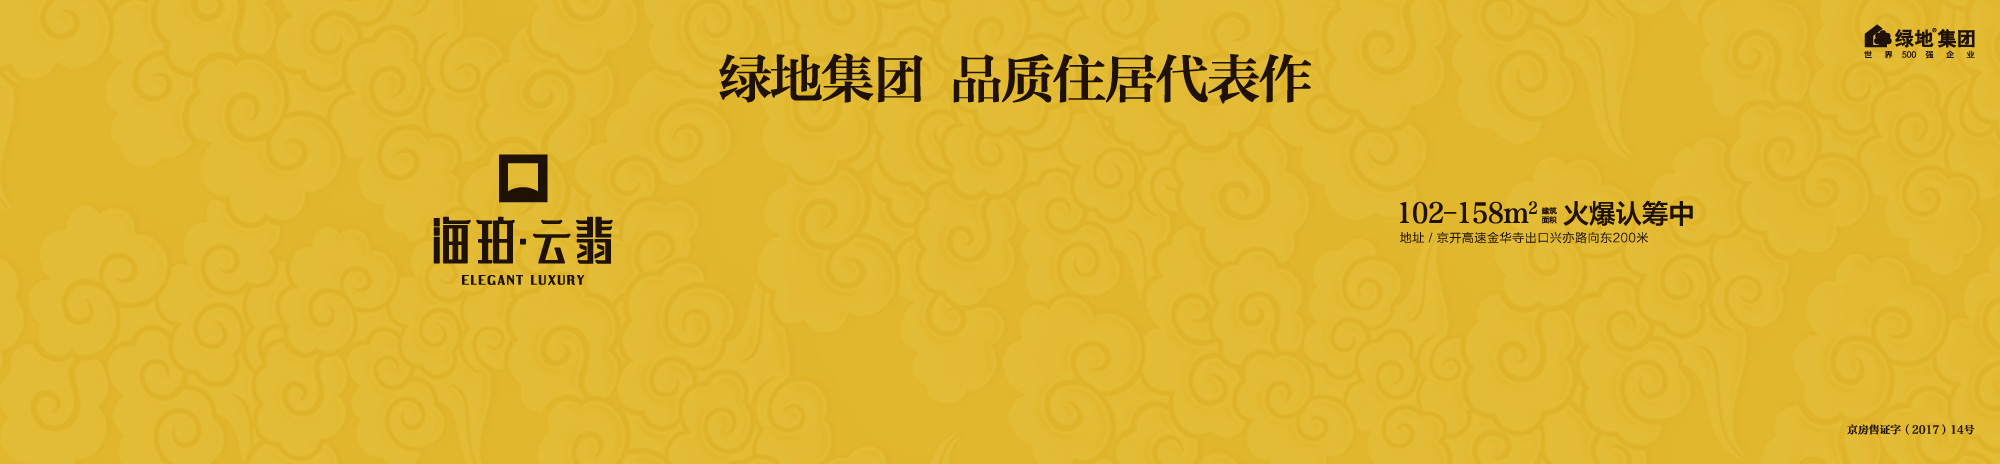 绿地集团
世界500强企业
绿地集团 品质住居代表作
海珀·云翡
ELEGANT LUXURY
102-158m² 建筑面积 火爆认筹中
地址 / 京开高速金华寺出口兴亦路向东200米
京房售证字（2017）14号